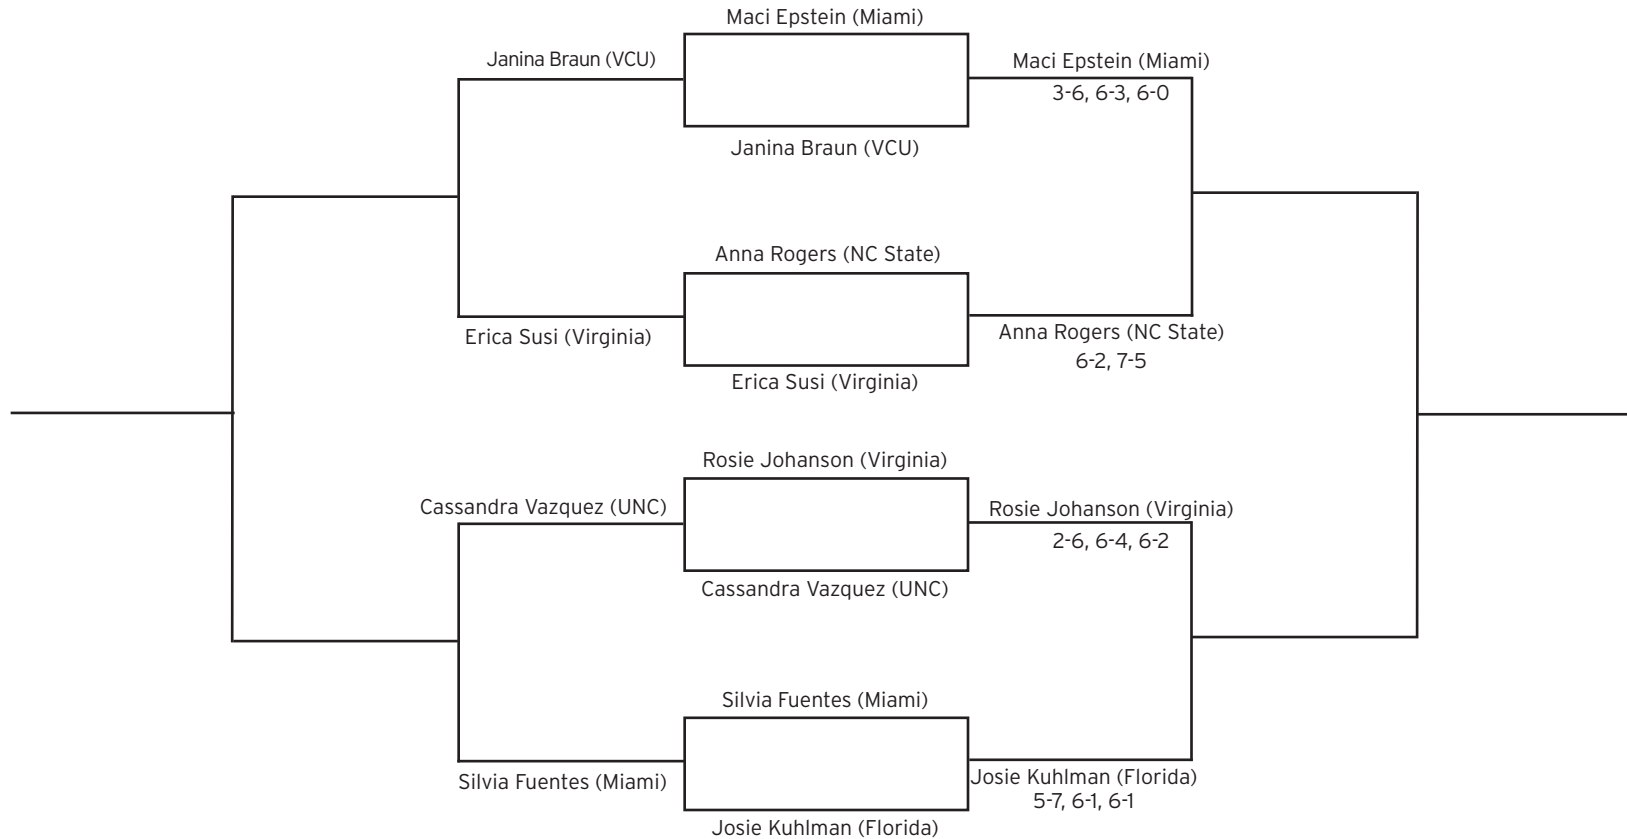 Maci Epstein (Miami)
Janina Braun (VCU)
Maci Epstein (Miami)
3-6, 6-3, 6-0
Janina Braun (VCU)
Anna Rogers (NC State)
Erica Susi (Virginia)
Anna Rogers (NC State)
6-2, 7-5
Erica Susi (Virginia)
Rosie Johanson (Virginia)
Cassandra Vazquez (UNC)
Rosie Johanson (Virginia)
2-6, 6-4, 6-2
Cassandra Vazquez (UNC)
Silvia Fuentes (Miami)
Silvia Fuentes (Miami)
Josie Kuhlman (Florida)
5-7, 6-1, 6-1
Josie Kuhlman (Florida)